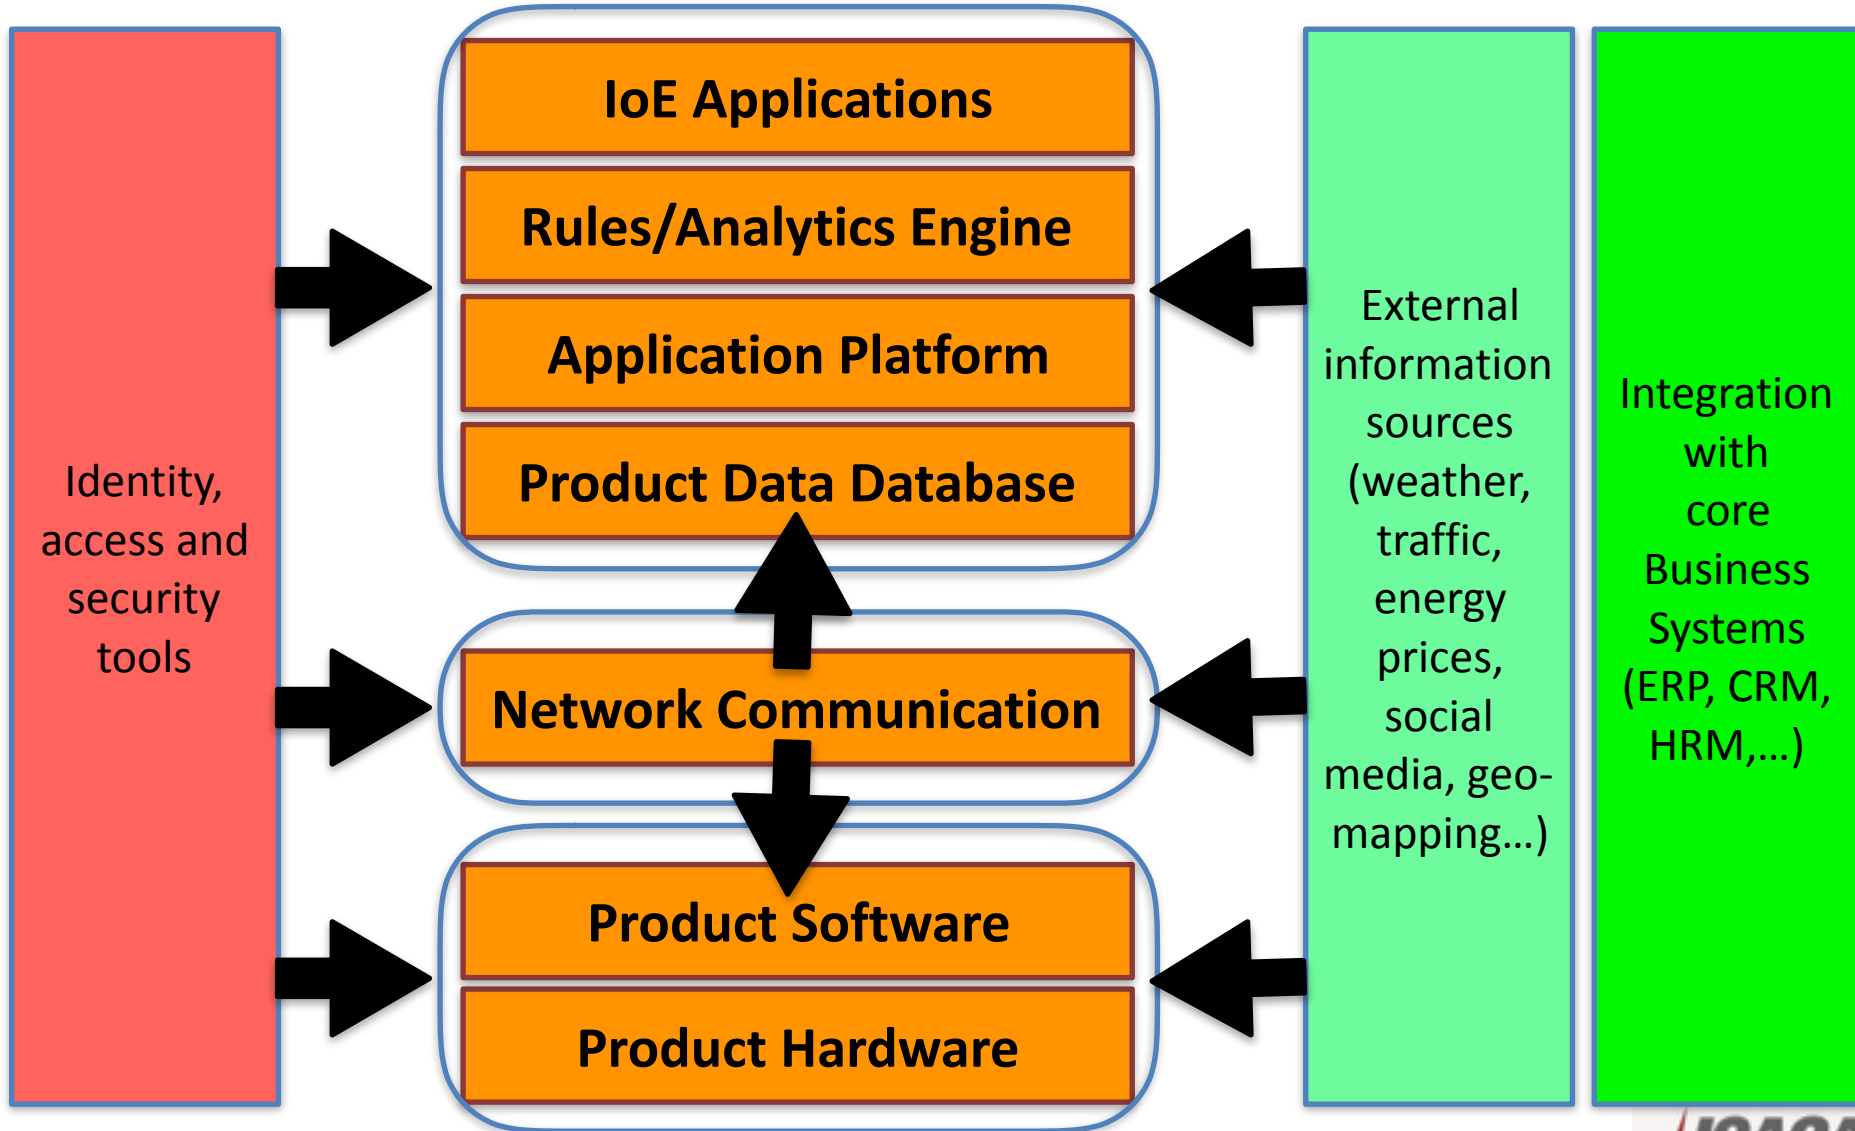 Identity,
access and
security
tools
IoE Applications
Rules/Analytics Engine
Application Platform
Product Data Database
Network Communication
Product Software
Product Hardware
External
information
sources
(weather,
traffic,
energy
prices,
social
media, geo-
mapping…)
Integration
with
core
Business
Systems
(ERP, CRM,
HRM,…)